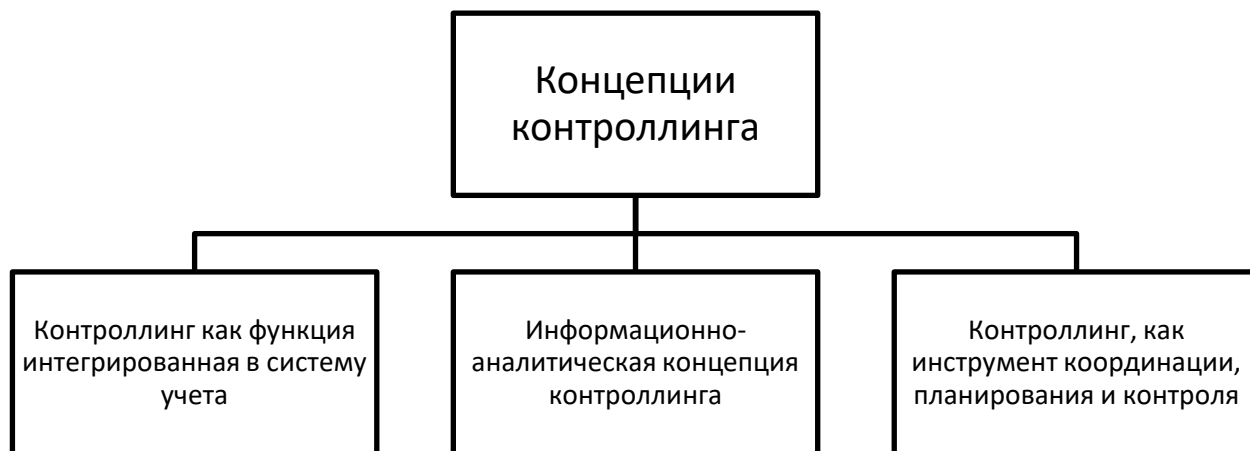 Концепции
контроллинга
Контроллинг как функция
интегрированная в систему
учета
Информационно-
аналитическая концепция
контроллинга
Контроллинг, как
инструмент координации,
планирования и контроля